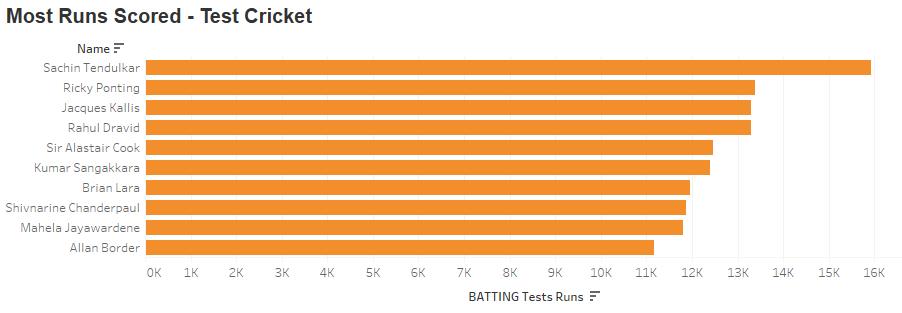 Most Runs Scored - Test Cricket
Name
Sachin Tendulkar
Ricky Ponting
Jacques Kallis
Rahul Dravid
Sir Alastair Cook
Kumar Sangakkara
Brian Lara
Shivnarine Chanderpaul
Mahela Jayawardene
Allan Border
0K 1K 2K 3K 4K 5K 6K 7K 8K 9K 10K 11K 12K 13K 14K 15K 16K
BATTING Tests Runs